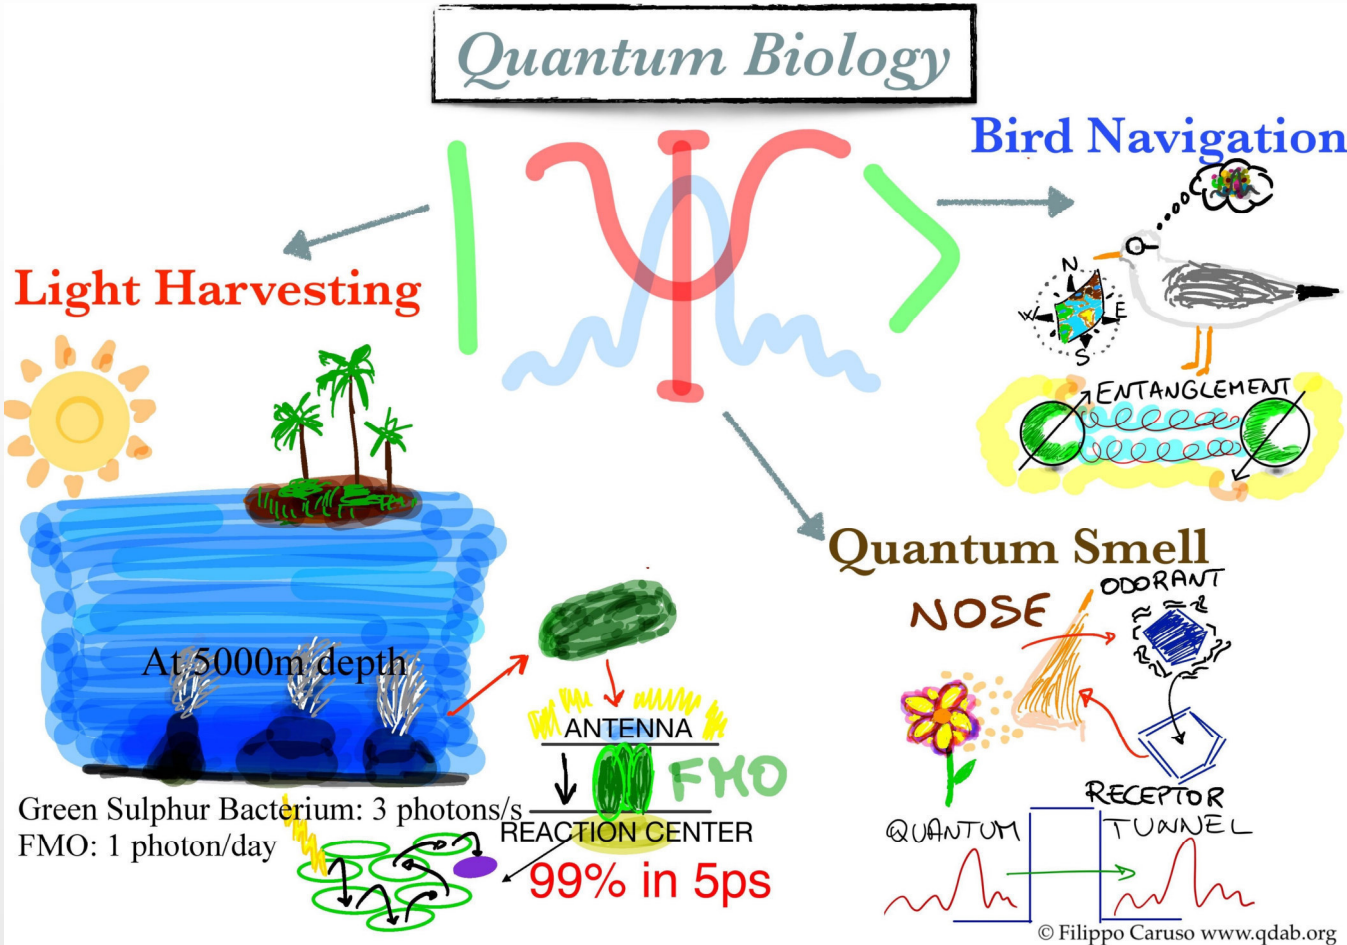 Quantum Biology
Bird Navigation
N
W E
S
ENTANGLEMENT
Light Harvesting
At 5000m depth
Green Sulphur Bacterium: 3 photons/s
FMO: 1 photon/day
ANTENNA
FMO
REACTION CENTER
99% in 5ps
Quantum Smell
NOSE
ODORANT
RECEPTOR
QUANTUM TUNNEL
© Filippo Caruso www.qdab.org